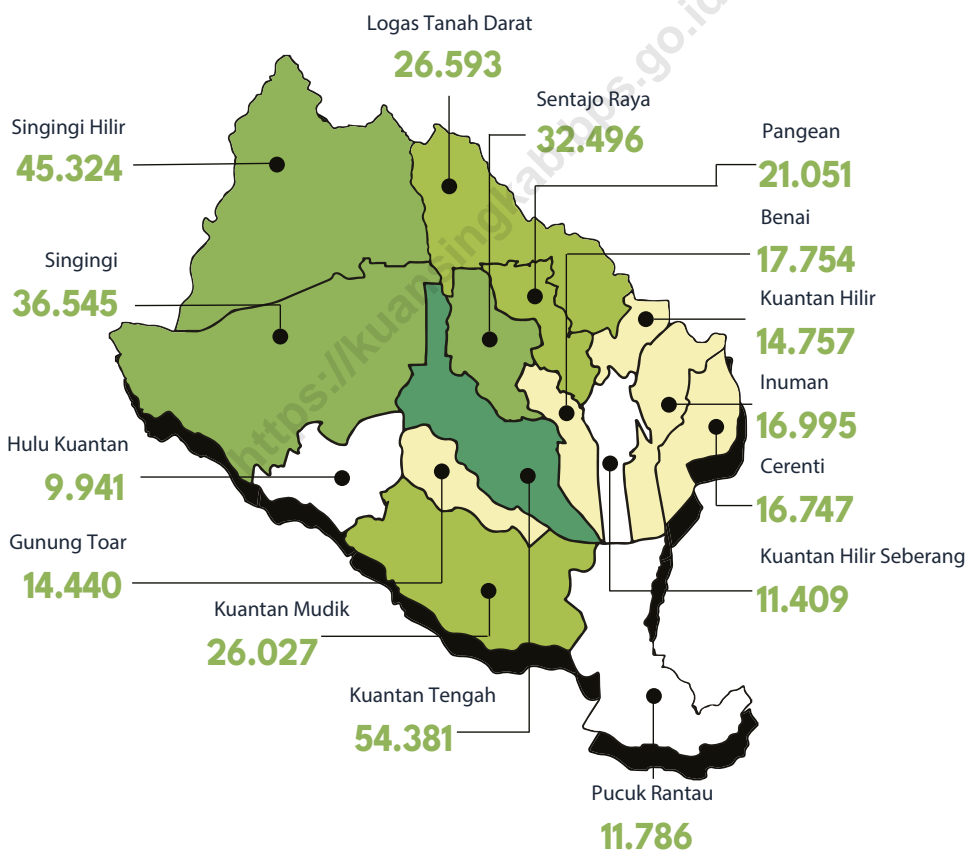 Logas Tanah Darat
26.593
Sentajo Raya
32.496
Singingi Hilir
45.324
Pangean
21.051
Benai
17.754
Singingi
36.545
Kuantan Hilir
14.757
Inuman
16.995
Hulu Kuantan
9.941
Cerenti
16.747
Gunung Toar
14.440
Kuantan Hilir Seberang
11.409
Kuantan Mudik
26.027
Kuantan Tengah
54.381
Pucuk Rantau
11.786
https://kuansingkab.bps.go.id